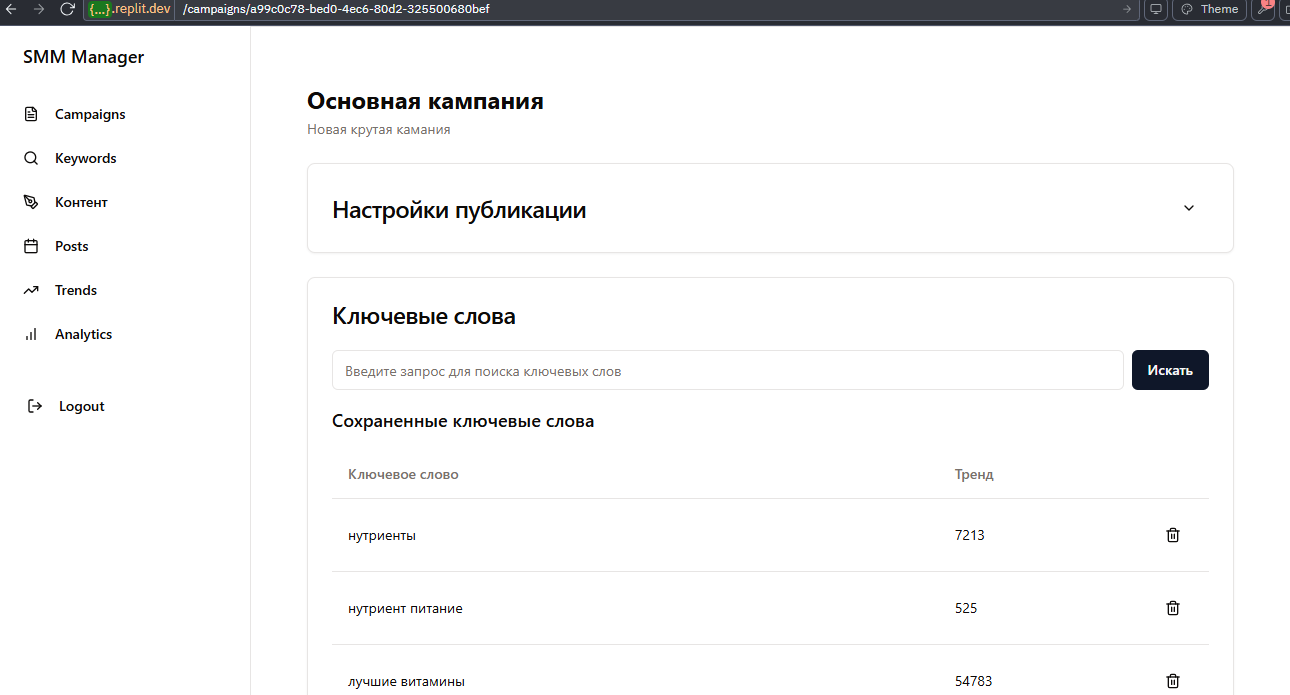 {...}.replit.dev /campaigns/a99c0c78-bed0-4ec6-80d2-325500680bef Theme 1
SMM Manager
Campaigns
Keywords
Контент
Posts
Trends
Analytics
Logout
Основная кампания
Новая крутая камания
Настройки публикации
Ключевые слова
Введите запрос для поиска ключевых слов Искать
Сохраненные ключевые слова
Ключевое слово Тренд
нутриенты 7213
нутриент питание 525
лучшие витамины 54783